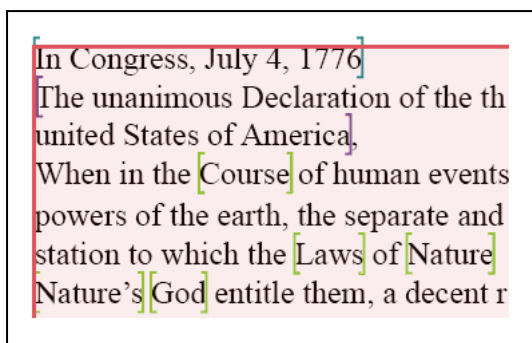 In Congress, July 4, 1776
The unanimous Declaration of the th
united States of America,
When in the Course of human events
powers of the earth, the separate and
station to which the Laws of Nature
Nature’s God entitle them, a decent r